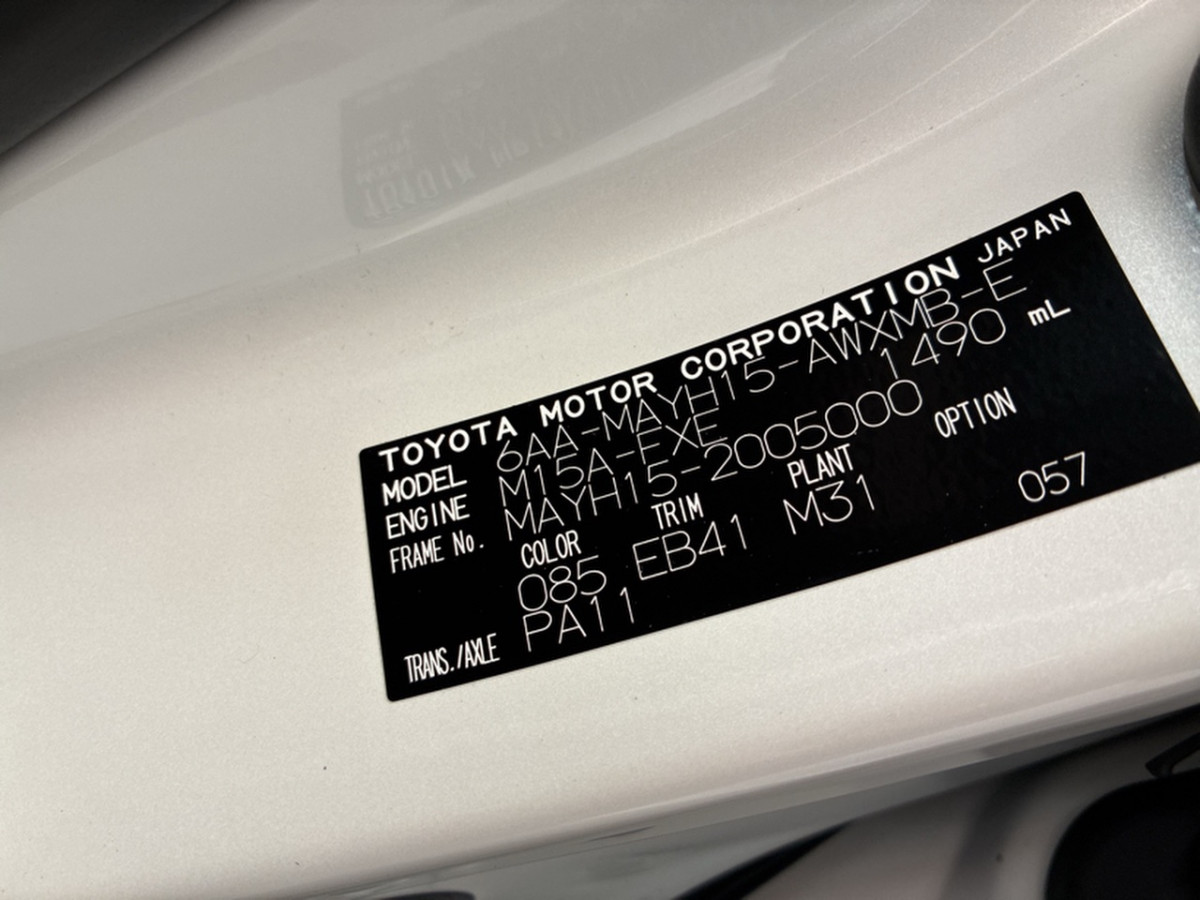 TOYOTA MOTOR CORPORATION JAPAN
MODEL 6AA-MAYH15-AWXMB-E
ENGINE M15A-FXE 1490 mL
FRAME No. MAYH15-2005000
COLOR TRIM PLANT OPTION
085 EB41 M31 057
TRANS./AXLE PA11